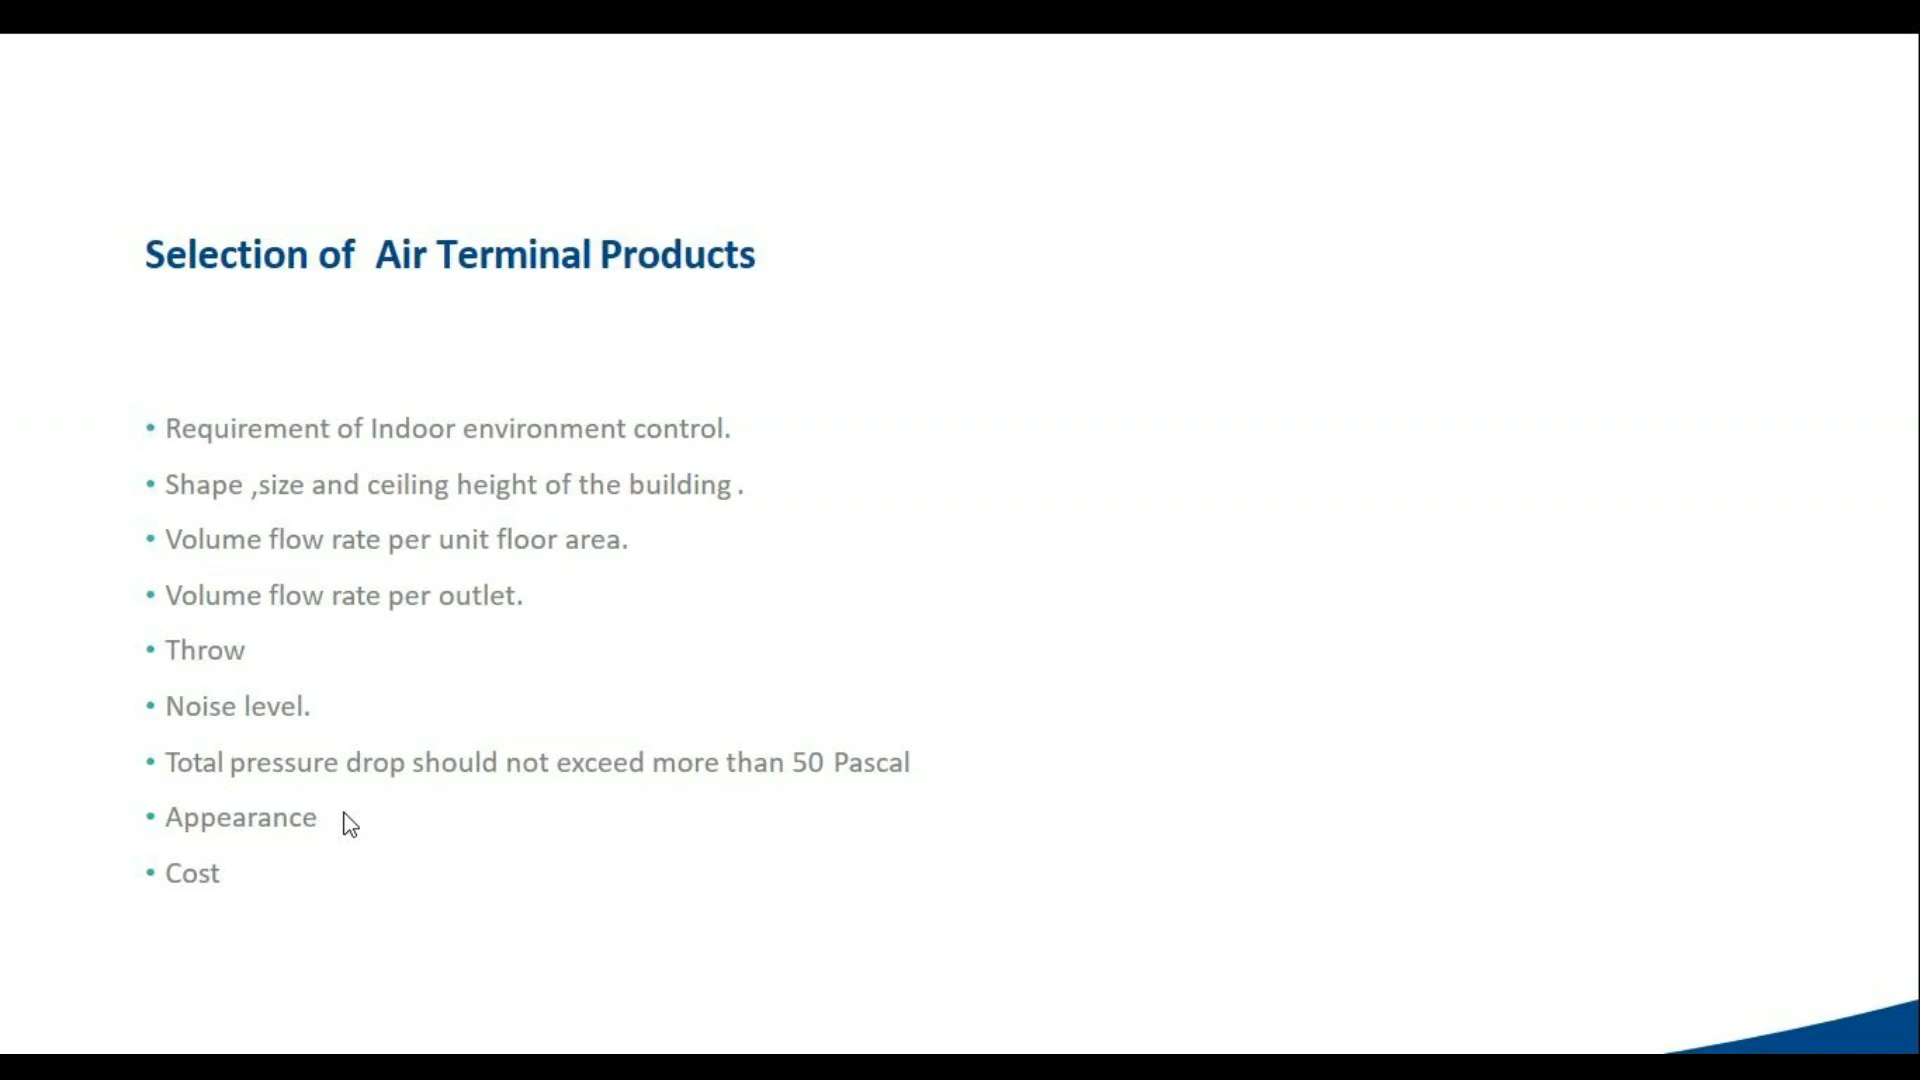 Selection of Air Terminal Products
• Requirement of Indoor environment control.
• Shape ,size and ceiling height of the building .
• Volume flow rate per unit floor area.
• Volume flow rate per outlet.
• Throw
• Noise level.
• Total pressure drop should not exceed more than 50 Pascal
• Appearance
• Cost